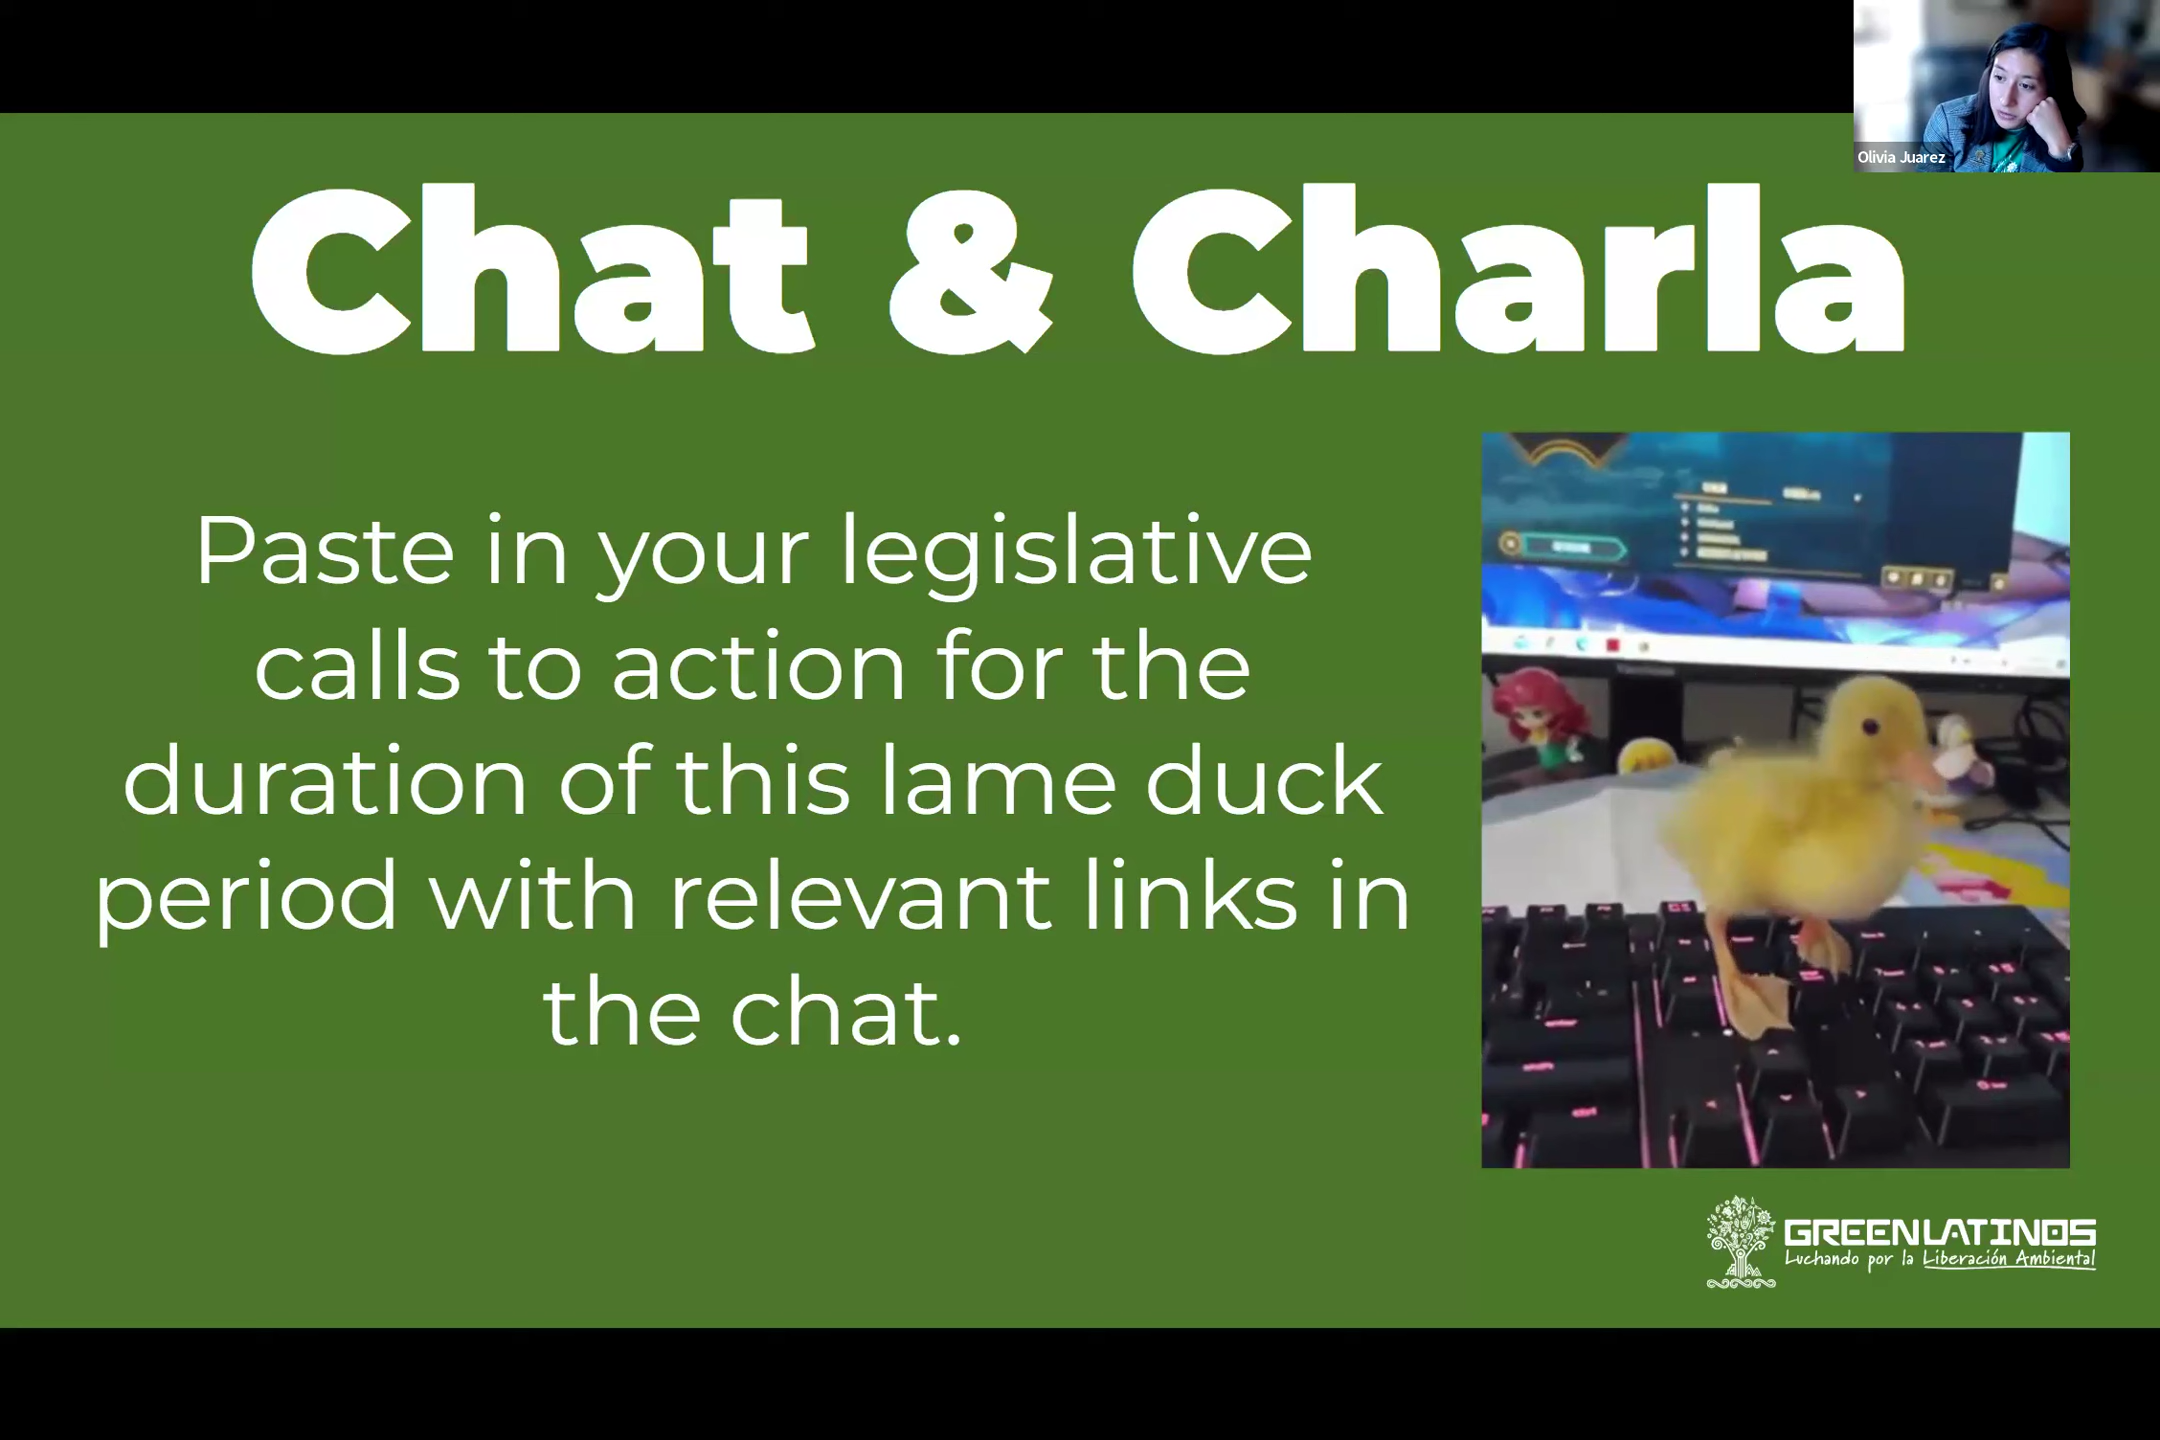 Olivia Juarez
Chat & Charla
Paste in your legislative
calls to action for the
duration of this lame duck
period with relevant links in
the chat.
GREENLATINOS
Luchando por la Liberación Ambiental